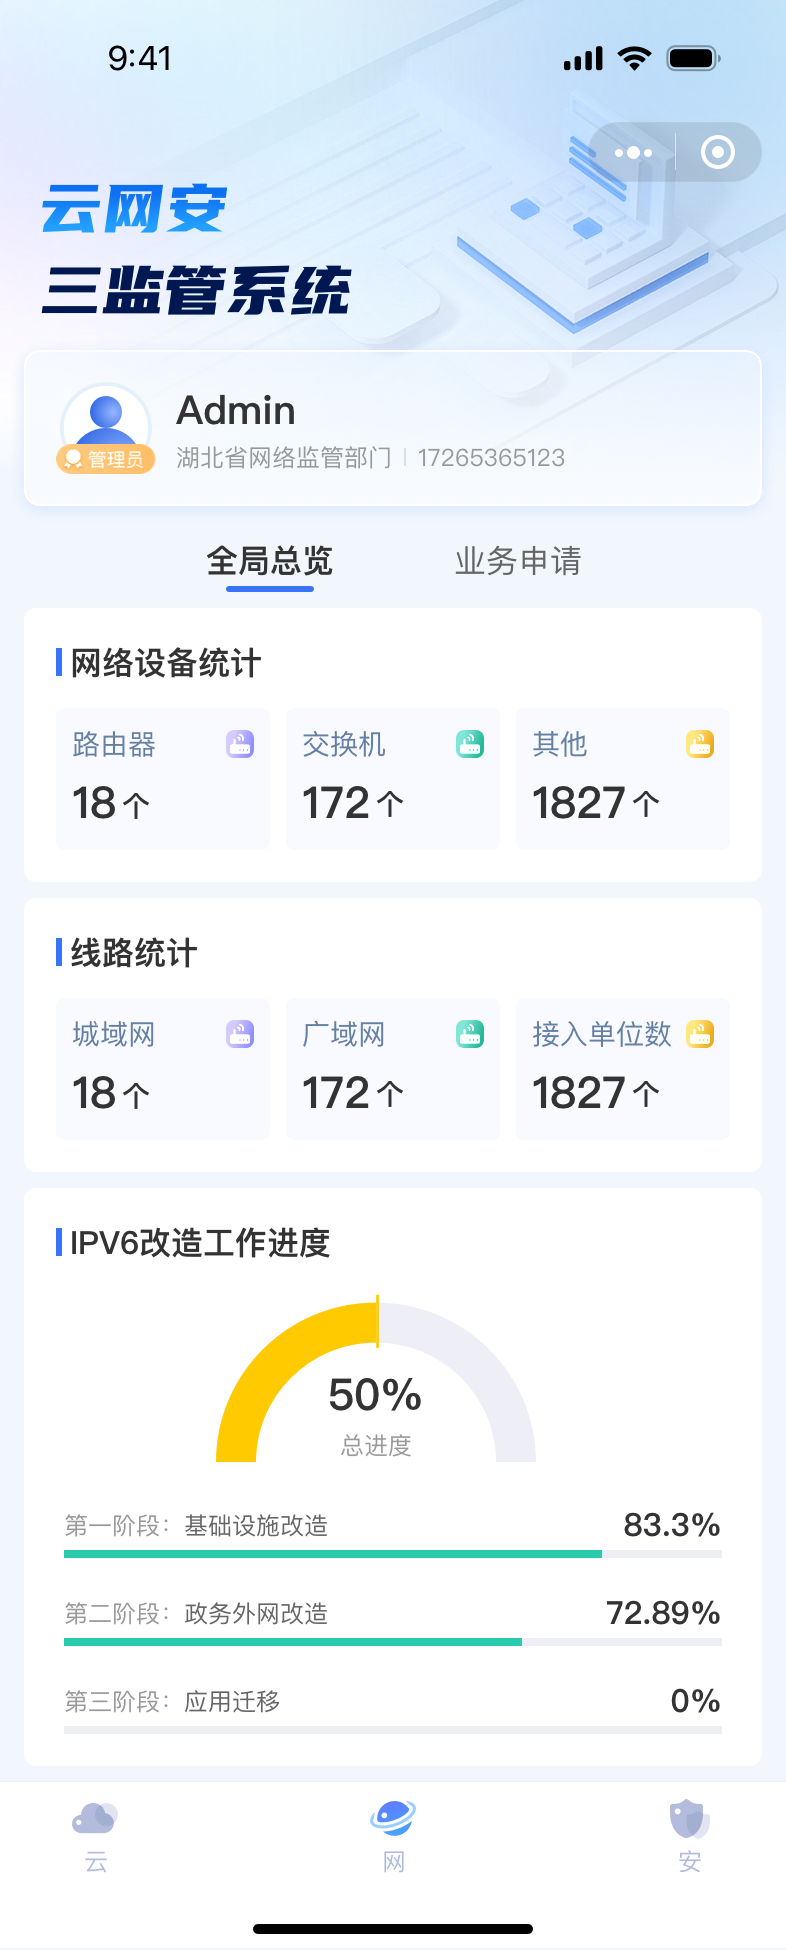 9:41
云网安
三监管系统
Admin
管理员
湖北省网络监管部门 | 17265365123
全局总览 业务申请
网络设备统计
路由器 交换机 其他
18个 172个 1827个
线路统计
城域网 广域网 接入单位数
18个 172个 1827个
IPV6改造工作进度
50%
总进度
第一阶段：基础设施改造 83.3%
第二阶段：政务外网改造 72.89%
第三阶段：应用迁移 0%
云 网 安